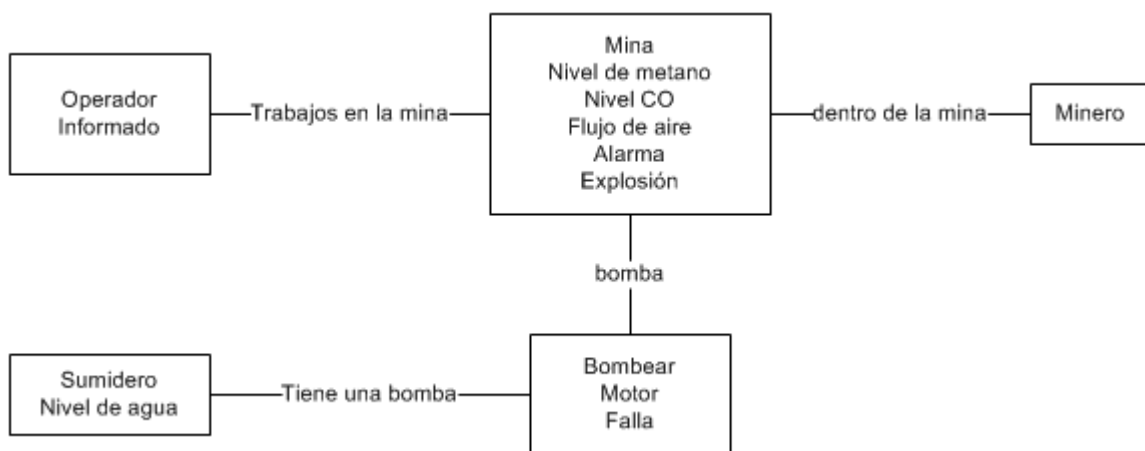 Operador
Informado
Trabajos en la mina
Mina
Nivel de metano
Nivel CO
Flujo de aire
Alarma
Explosión
dentro de la mina
Minero
bomba
Sumidero
Nivel de agua
Tiene una bomba
Bombear
Motor
Falla